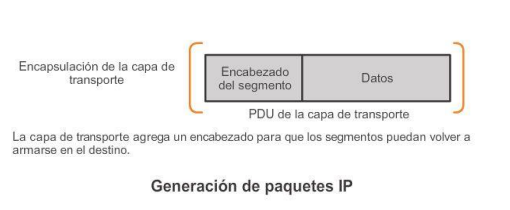 Encapsulación de la capa de
transporte
Encabezado
del segmento
Datos
PDU de la capa de transporte
La capa de transporte agrega un encabezado para que los segmentos puedan volver a
armarse en el destino.
Generación de paquetes IP